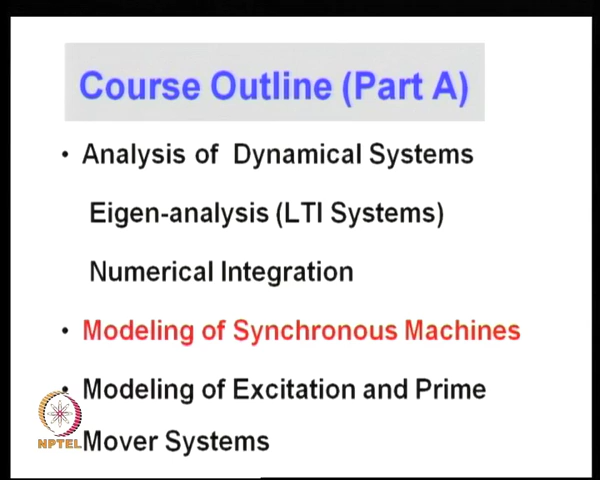 Course Outline (Part A)
• Analysis of Dynamical Systems
Eigen-analysis (LTI Systems)
Numerical Integration
• Modeling of Synchronous Machines
• Modeling of Excitation and Prime
Mover Systems
NPTEL